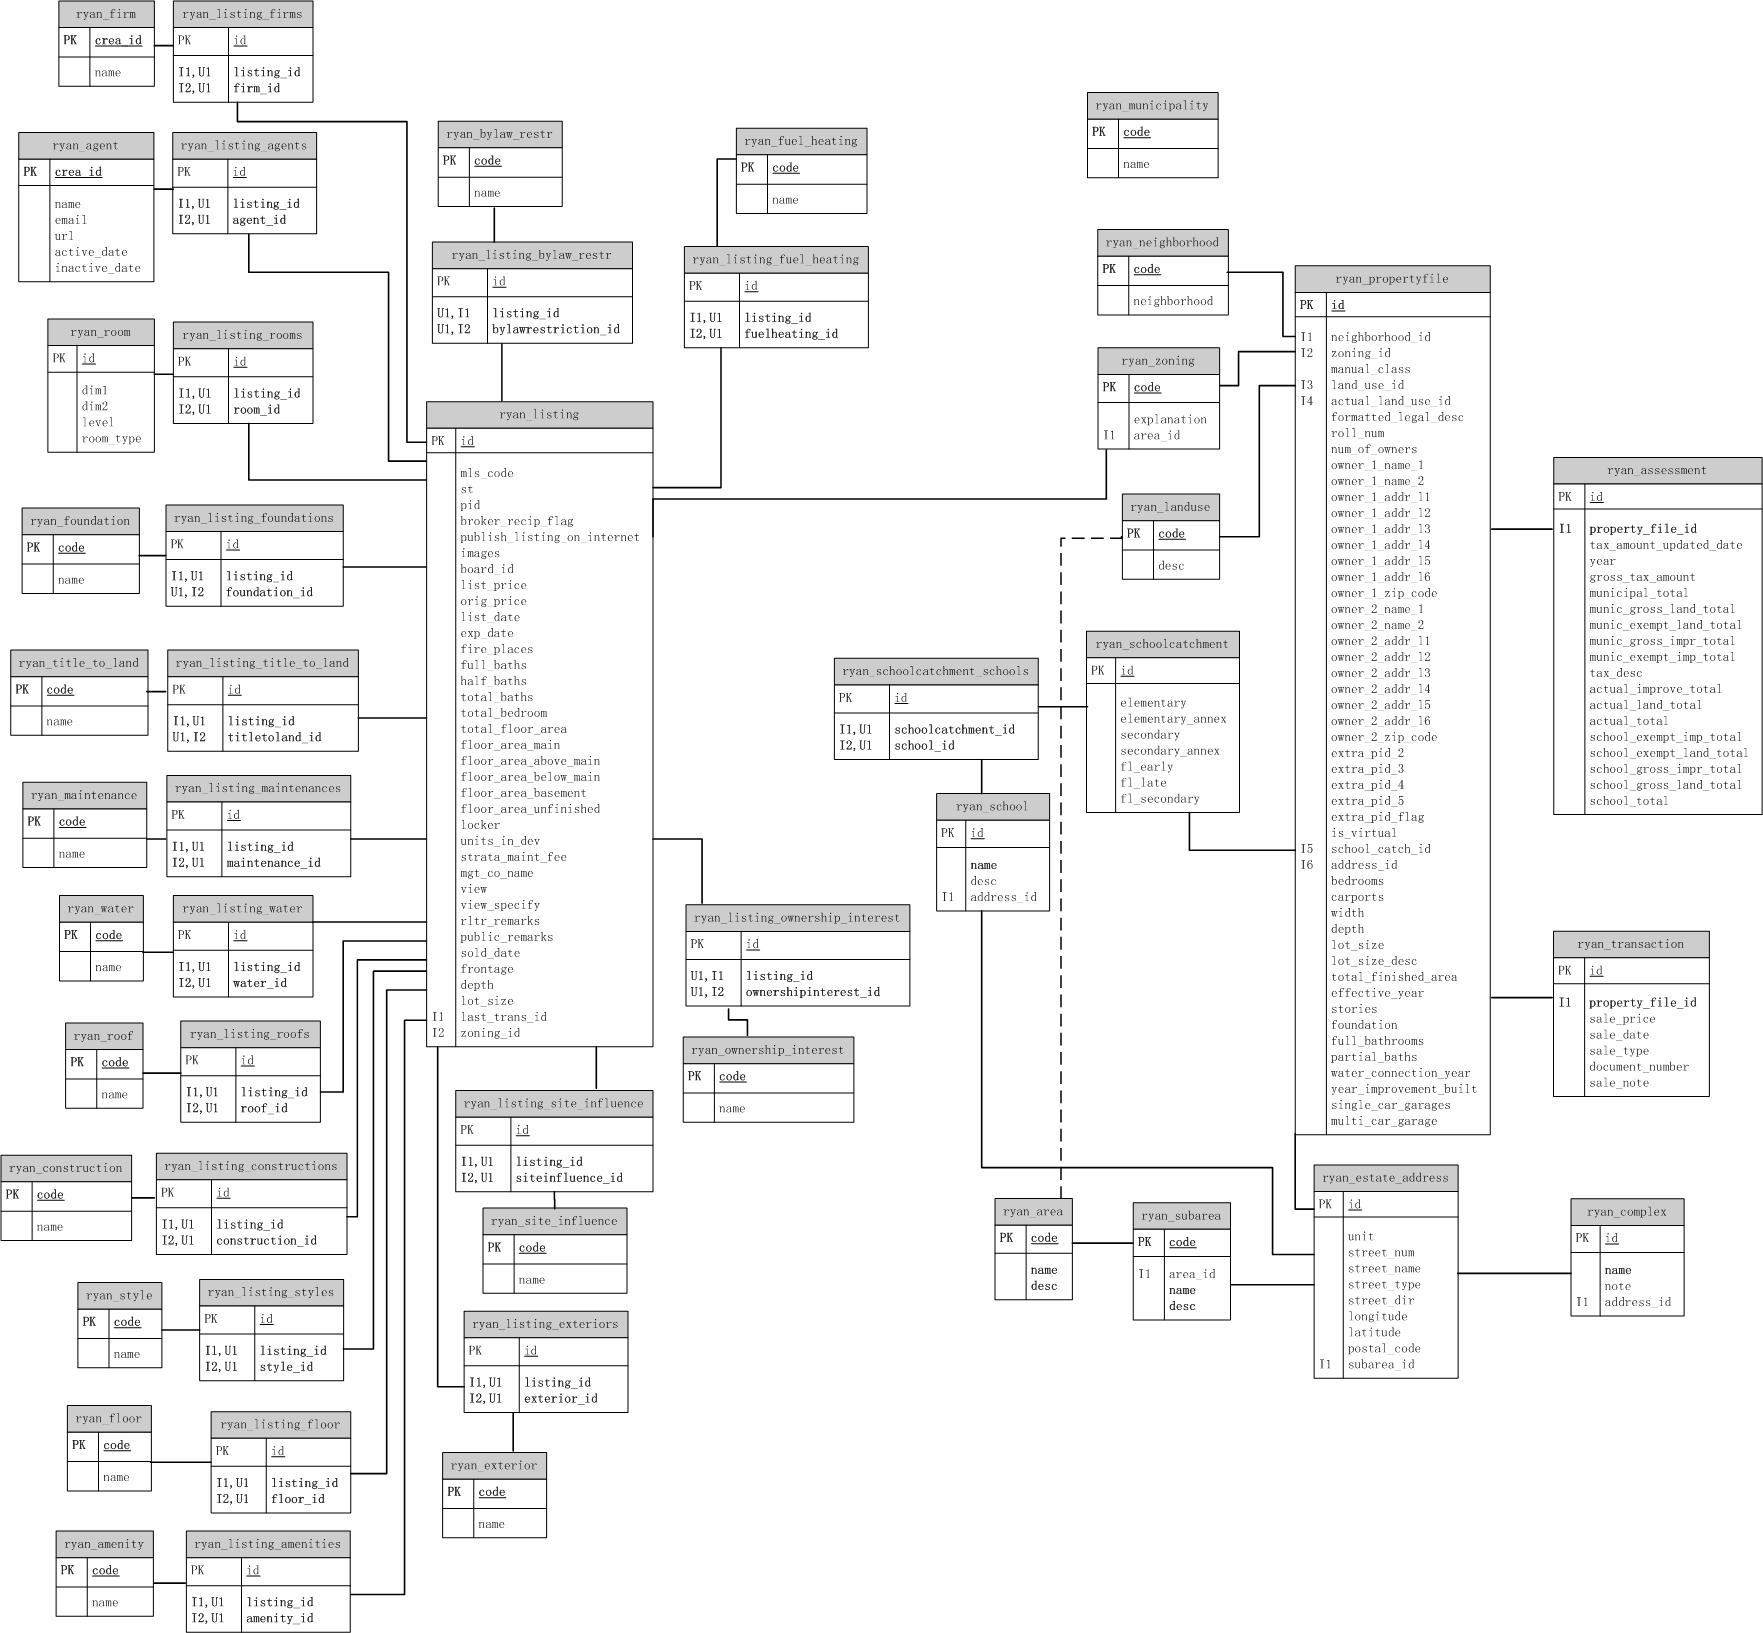 ryan_firm
PK crea_id
name
ryan_listing_firms
PK id
I1,U1 listing_id
I2,U1 firm_id
ryan_agent
PK crea_id
name
email
url
active_date
inactive_date
ryan_listing_agents
PK id
I1,U1 listing_id
I2,U1 agent_id
ryan_room
PK id
dim1
dim2
level
room_type
ryan_listing_rooms
PK id
I1,U1 listing_id
I2,U1 room_id
ryan_foundation
PK code
name
ryan_listing_foundations
PK id
I1,U1 listing_id
U1,I2 foundation_id
ryan_title_to_land
PK code
name
ryan_listing_title_to_land
PK id
I1,U1 listing_id
U1,I2 titletoland_id
ryan_maintenance
PK code
name
ryan_listing_maintenances
PK id
I1,U1 listing_id
I2,U1 maintenance_id
ryan_water
PK code
name
ryan_listing_water
PK id
I1,U1 listing_id
I2,U1 water_id
ryan_roof
PK code
name
ryan_listing_roofs
PK id
I1,U1 listing_id
I2,U1 roof_id
ryan_construction
PK code
name
ryan_listing_constructions
PK id
I1,U1 listing_id
I2,U1 construction_id
ryan_style
PK code
name
ryan_listing_styles
PK id
I1,U1 listing_id
I2,U1 style_id
ryan_floor
PK code
name
ryan_listing_floor
PK id
I1,U1 listing_id
I2,U1 floor_id
ryan_amenity
PK code
name
ryan_listing_amenities
PK id
I1,U1 listing_id
I2,U1 amenity_id
ryan_bylaw_restr
PK code
name
ryan_listing_bylaw_restr
PK id
U1,I1 listing_id
U1,I2 bylawrestriction_id
ryan_fuel_heating
PK code
name
ryan_listing_fuel_heating
PK id
I1,U1 listing_id
I2,U1 fuelheating_id
ryan_listing
PK id
mls_code
st
pid
broker_recip_flag
publish_listing_on_internet
images
board_id
list_price
orig_price
list_date
exp_date
fire_places
full_baths
half_baths
total_baths
total_bedroom
total_floor_area
floor_area_main
floor_area_above_main
floor_area_below_main
floor_area_basement
floor_area_unfinished
locker
units_in_dev
strata_maint_fee
mgt_co_name
view
view_specify
rltr_remarks
public_remarks
sold_date
frontage
depth
lot_size
I1 last_trans_id
I2 zoning_id
ryan_listing_ownership_interest
PK id
U1,I1 listing_id
U1,I2 ownershipinterest_id
ryan_ownership_interest
PK code
name
ryan_listing_site_influence
PK id
I1,U1 listing_id
I2,U1 siteinfluence_id
ryan_site_influence
PK code
name
ryan_listing_exteriors
PK id
I1,U1 listing_id
I2,U1 exterior_id
ryan_exterior
PK code
name
ryan_municipality
PK code
name
ryan_neighborhood
PK code
neighborhood
ryan_zoning
PK code
explanation
I1 area_id
ryan_landuse
PK code
desc
ryan_schoolcatchment
PK id
elementary
elementary_annex
secondary
secondary_annex
fl_early
fl_late
fl_secondary
ryan_schoolcatchment_schools
PK id
I1,U1 schoolcatchment_id
I2,U1 school_id
ryan_school
PK id
name
desc
I1 address_id
ryan_propertyfile
PK id
I1 neighborhood_id
I2 zoning_id
manual_class
I3 land_use_id
I4 actual_land_use_id
formatted_legal_desc
roll_num
num_of_owners
owner_1_name_1
owner_1_name_2
owner_1_addr_l1
owner_1_addr_l2
owner_1_addr_l3
owner_1_addr_l4
owner_1_addr_l5
owner_1_addr_l6
owner_1_zip_code
owner_2_name_1
owner_2_name_2
owner_2_addr_l1
owner_2_addr_l2
owner_2_addr_l3
owner_2_addr_l4
owner_2_addr_l5
owner_2_addr_l6
owner_2_zip_code
extra_pid_2
extra_pid_3
extra_pid_4
extra_pid_5
extra_pid_flag
is_virtual
I5 school_catch_id
I6 address_id
bedrooms
carports
width
depth
lot_size
lot_size_desc
total_finished_area
effective_year
stories
foundation
full_bathrooms
partial_baths
water_connection_year
year_improvement_built
single_car_garages
multi_car_garage
ryan_assessment
PK id
I1 property_file_id
tax_amount_updated_date
year
gross_tax_amount
municipal_total
munic_gross_land_total
munic_exempt_land_total
munic_gross_impr_total
munic_exempt_imp_total
tax_desc
actual_improve_total
actual_land_total
actual_total
school_exempt_imp_total
school_exempt_land_total
school_gross_impr_total
school_gross_land_total
school_total
ryan_transaction
PK id
I1 property_file_id
sale_price
sale_date
sale_type
document_number
sale_note
ryan_area
PK code
name
desc
ryan_subarea
PK code
I1 area_id
name
desc
ryan_estate_address
PK id
unit
street_num
street_name
street_type
street_dir
longitude
latitude
postal_code
I1 subarea_id
ryan_complex
PK id
name
note
I1 address_id